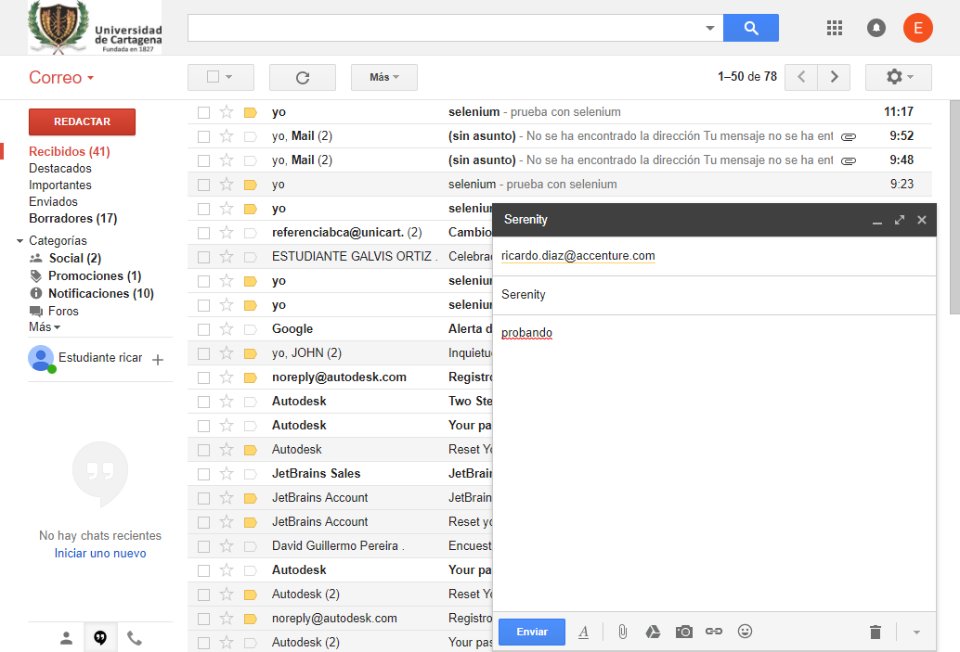 Universidad
de Cartagena
Fundada en 1827
E
Correo
Más
1–50 de 78
REDACTAR
Recibidos (41)
Destacados
Importantes
Enviados
Borradores (17)
Categorías
Social (2)
Promociones (1)
Notificaciones (10)
Foros
Más
Estudiante ricar
No hay chats recientes
Iniciar uno nuevo
yo selenium - prueba con selenium 11:17
yo, Mail (2) (sin asunto) - No se ha encontrado la dirección Tu mensaje no se ha ent 9:52
yo, Mail (2) (sin asunto) - No se ha encontrado la dirección Tu mensaje no se ha ent 9:48
yo selenium - prueba con selenium 9:23
yo seleniu
referenciabca@unicart. (2) Cambio
ESTUDIANTE GALVIS ORTIZ . Celebra
yo seleniu
yo seleniu
Google Alerta d
yo, JOHN (2) Inquietu
noreply@autodesk.com Registro
Autodesk Two Ste
Autodesk Your pa
Autodesk Reset Yo
JetBrains Sales JetBrain
JetBrains Account JetBrain
JetBrains Account Reset yo
David Guillermo Pereira . Encuest
Autodesk Your pa
Autodesk (2) Reset Yo
noreply@autodesk.com Registro
Autodesk (2) Your pas
Serenity
ricardo.diaz@accenture.com
Serenity
probando
Enviar
A